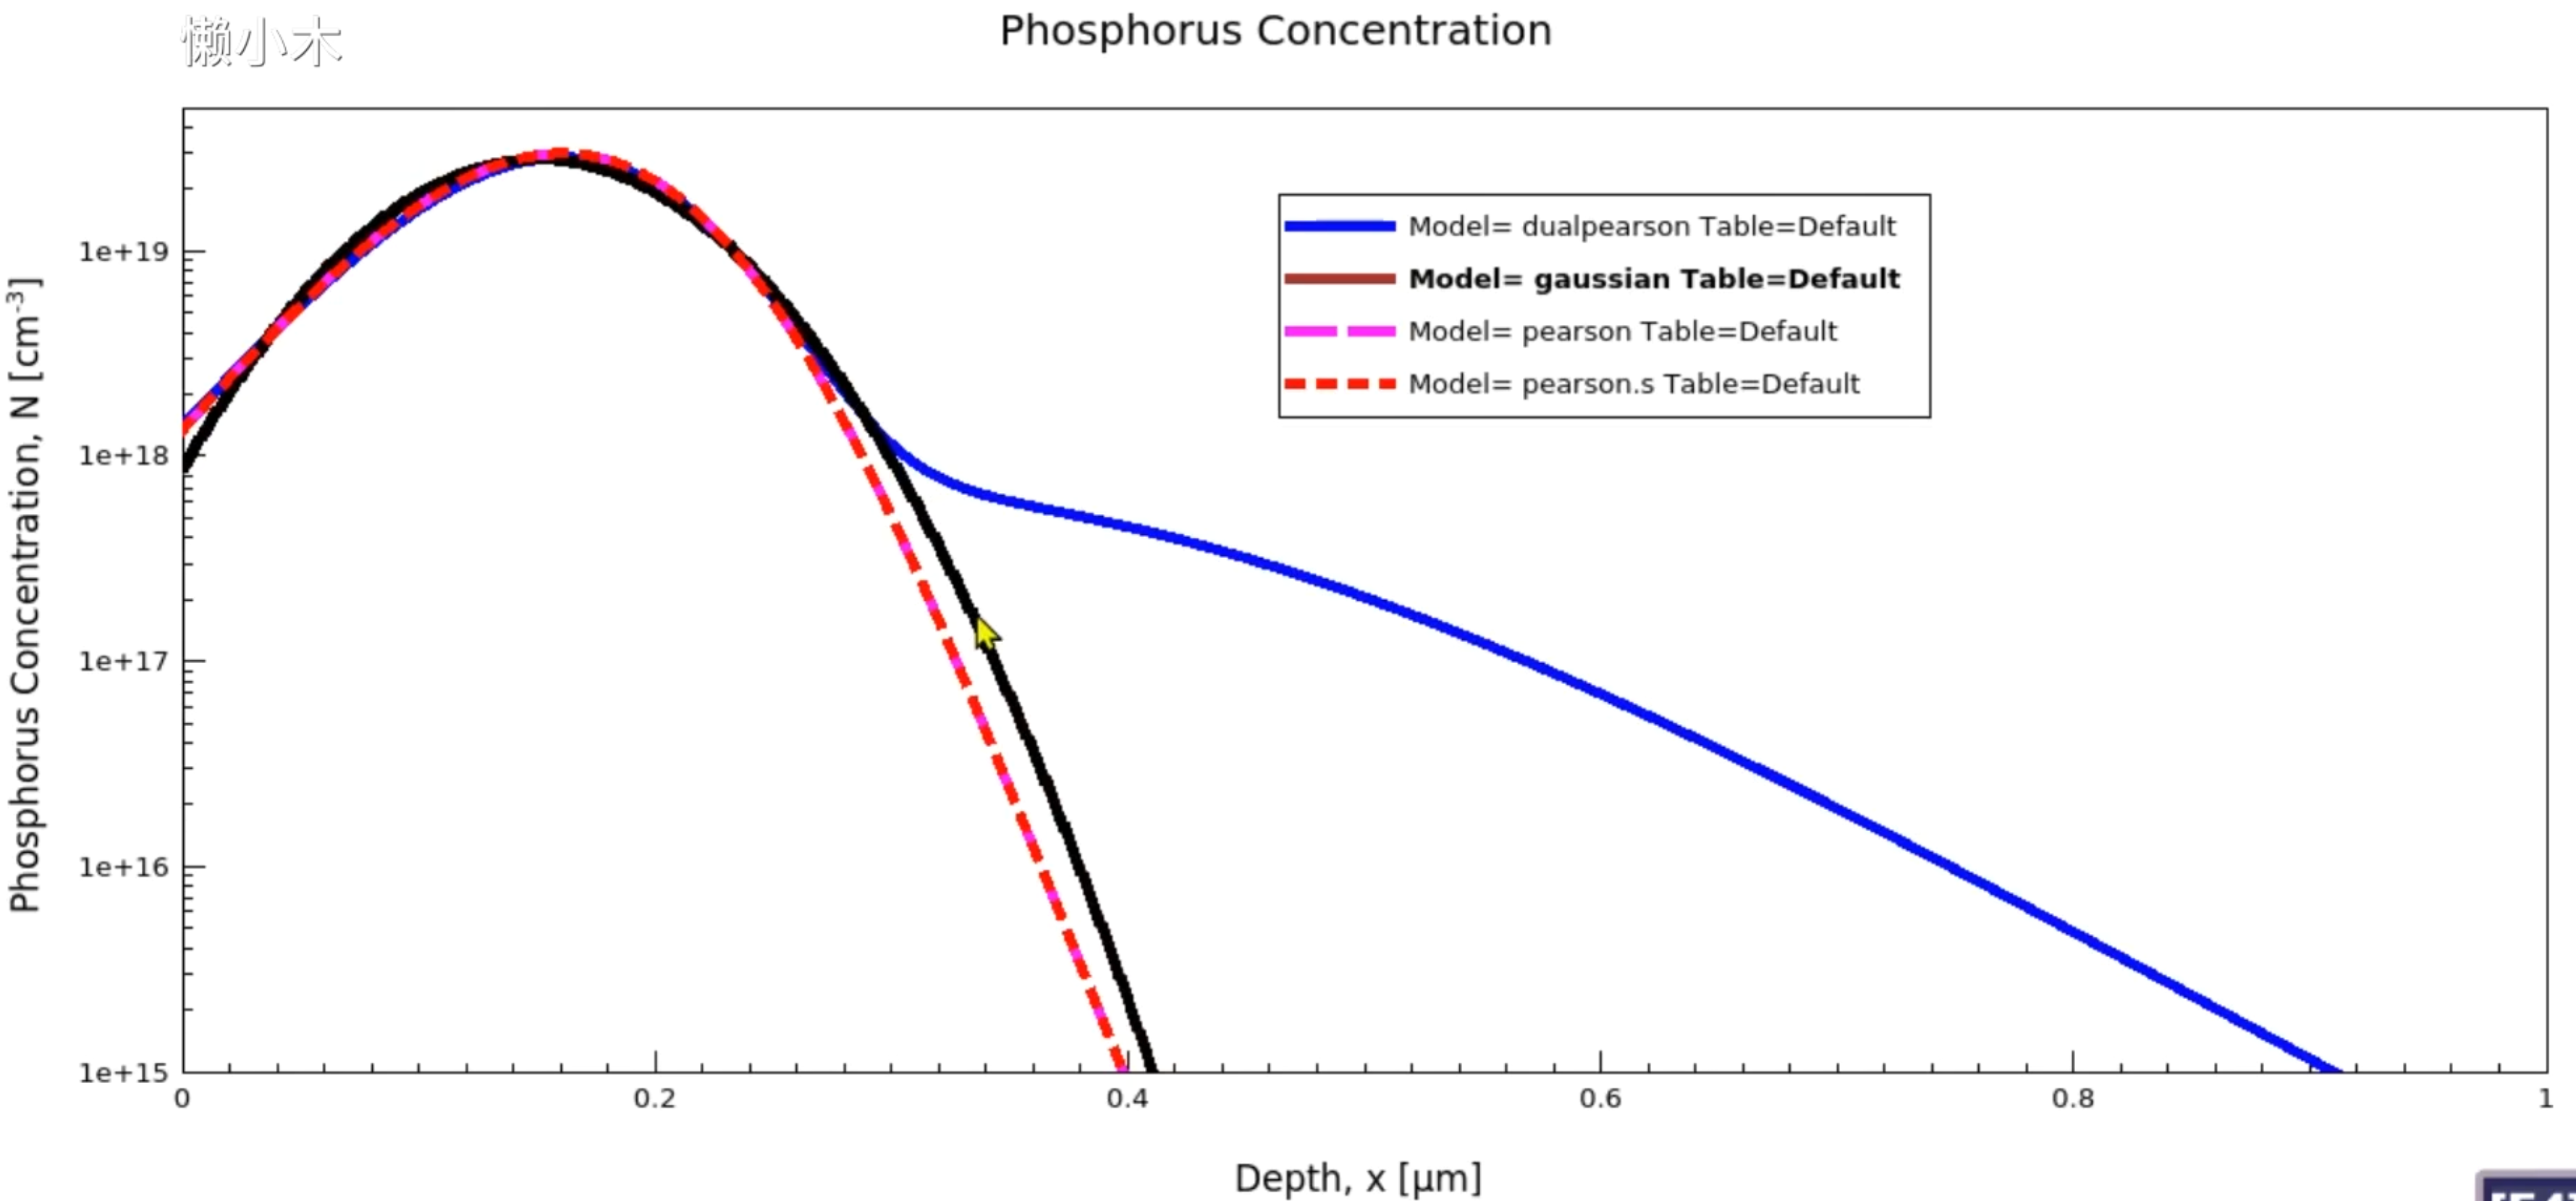 懒小木
Phosphorus Concentration
Phosphorus Concentration, N [cm⁻³]
1e+19
1e+18
1e+17
1e+16
1e+15
Model= dualpearson Table=Default
Model= gaussian Table=Default
Model= pearson Table=Default
Model= pearson.s Table=Default
0 0.2 0.4 0.6 0.8 1
Depth, x [µm]